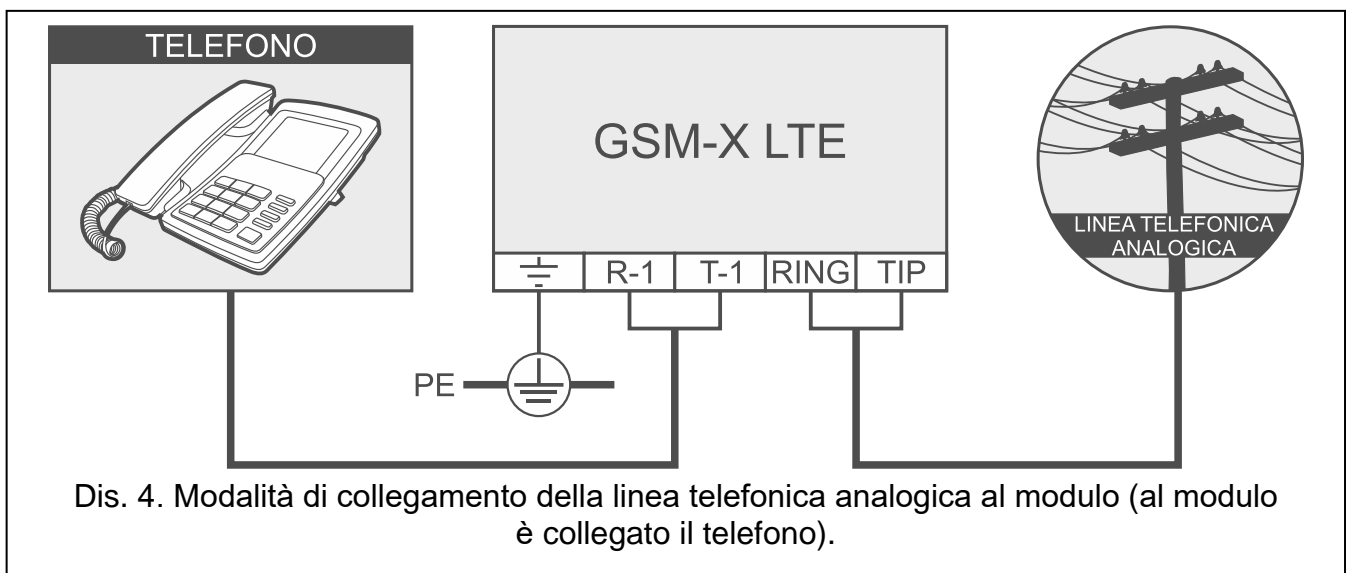 TELEFONO
GSM-X LTE
R-1 T-1 RING TIP
PE
LINEA TELEFONICA
ANALOGICA
Dis. 4. Modalità di collegamento della linea telefonica analogica al modulo (al modulo
è collegato il telefono).